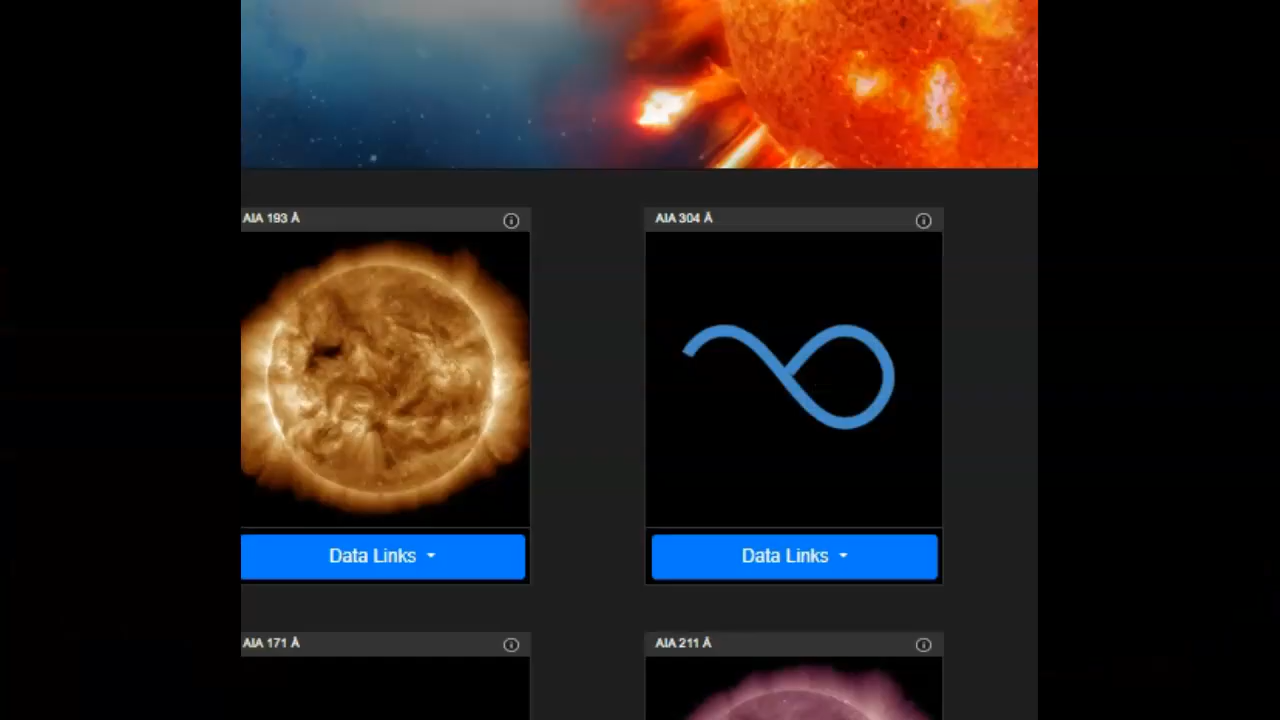 AIA 193 Å
AIA 304 Å
Data Links
Data Links
AIA 171 Å
AIA 211 Å